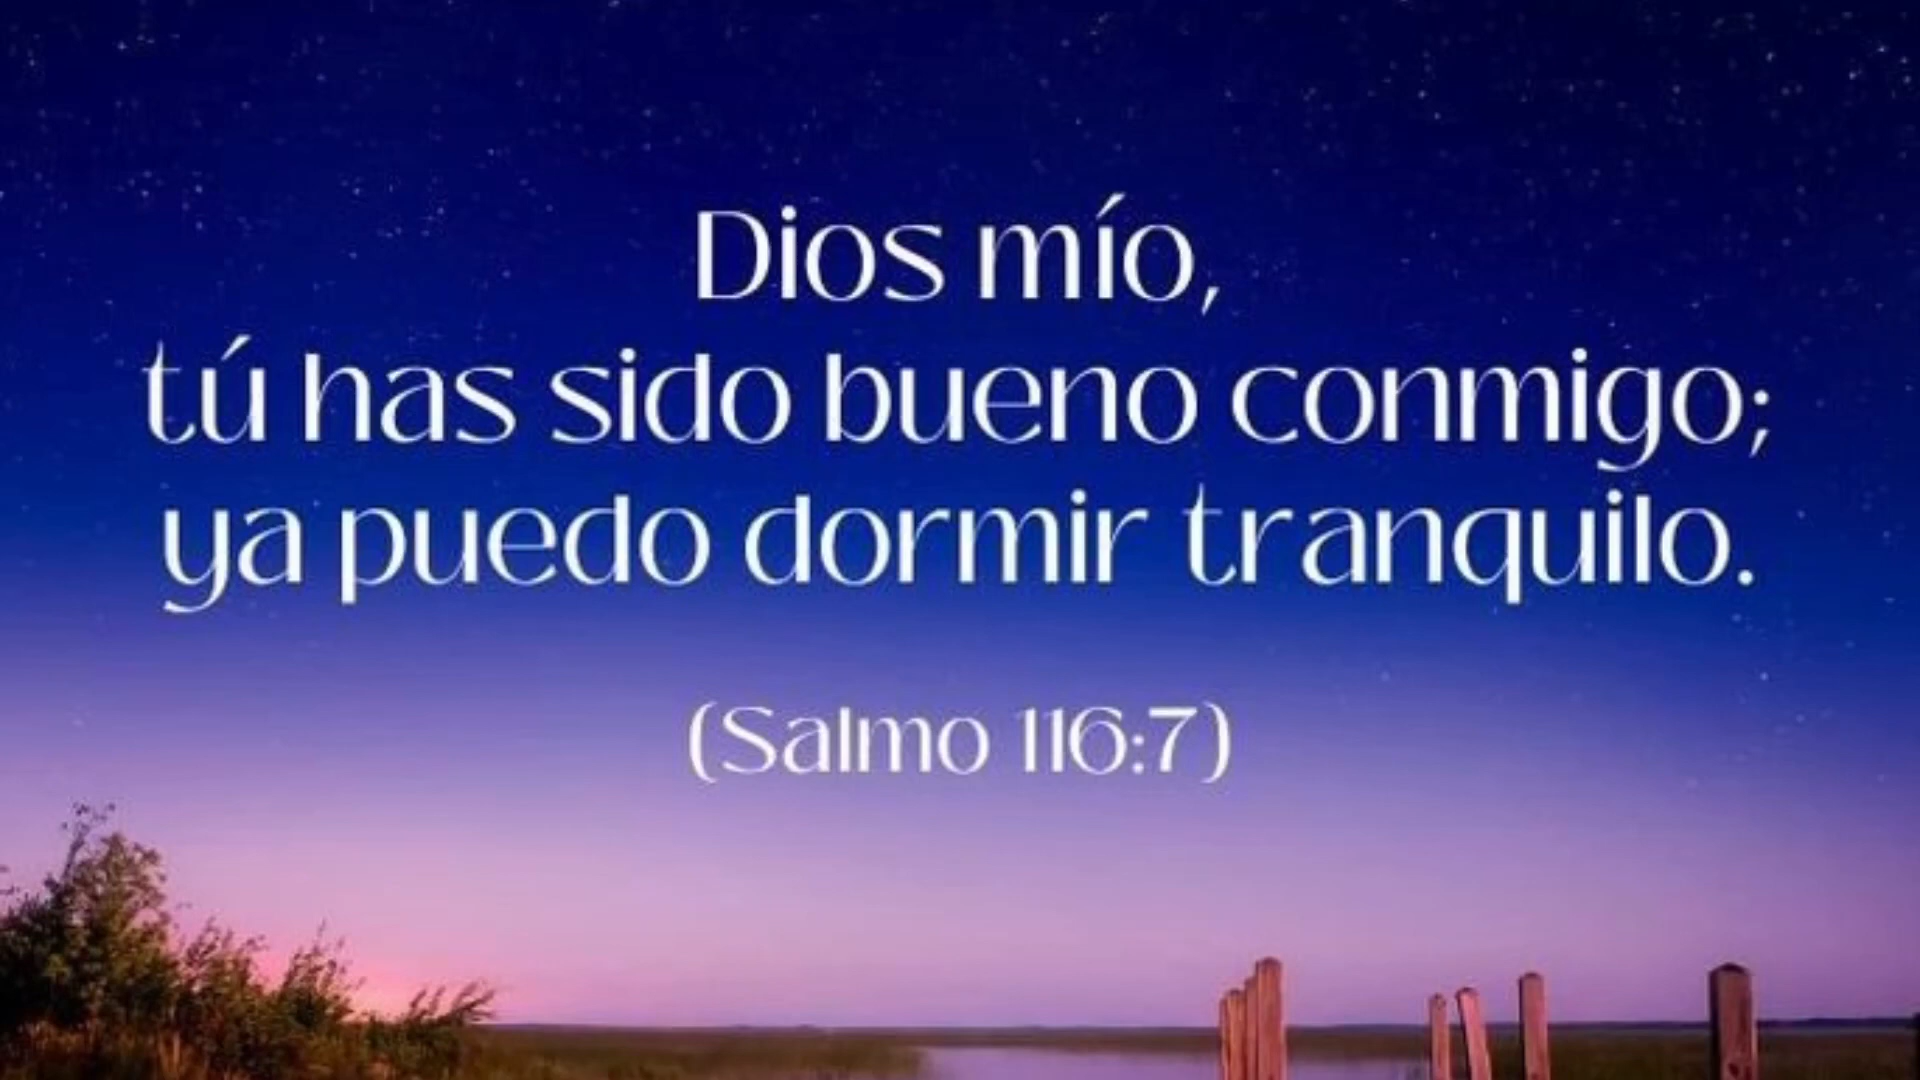 Dios mío,
tú has sido bueno conmigo;
ya puedo dormir tranquilo.
(Salmo 116:7)